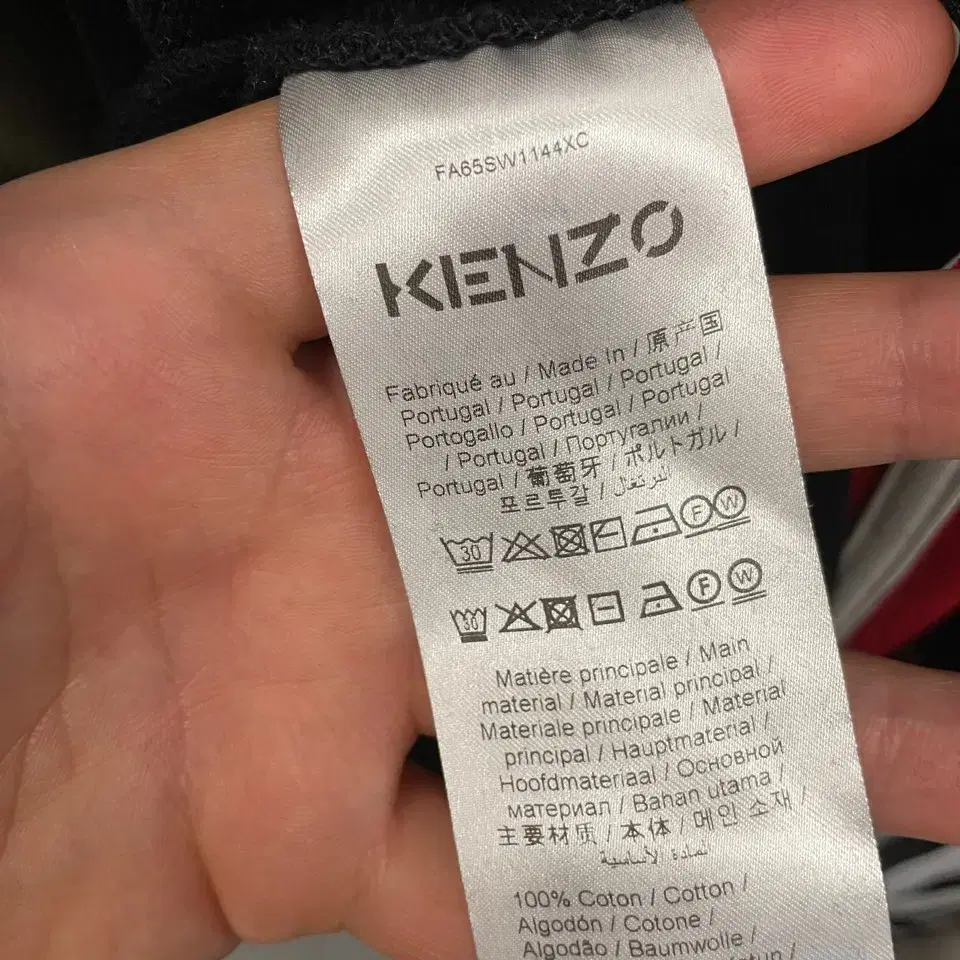 FA65SW1144XC
KENZO
Fabriqué au / Made In / 原产国
Portugal / Portugal / Portugal /
Portogallo / Portugal / Portugal
/ Portugal / Португалии /
Portugal / 葡萄牙 / ポルトガル /
포르투갈 / البرتغال
30 F W
30 F W
Matière principale / Main
material / Material principal /
Materiale principale / Material
principal / Hauptmaterial /
Hoofdmateriaal / Основной
материал / Bahan utama /
主要材质 / 本体 / 메인 소재 /
المادة الأساسية
100% Coton / Cotton /
Algodón / Cotone /
Algodão / Baumwolle /